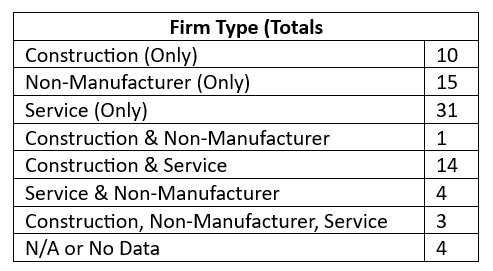 Firm Type (Totals
Construction (Only) 10
Non-Manufacturer (Only) 15
Service (Only) 31
Construction & Non-Manufacturer 1
Construction & Service 14
Service & Non-Manufacturer 4
Construction, Non-Manufacturer, Service 3
N/A or No Data 4